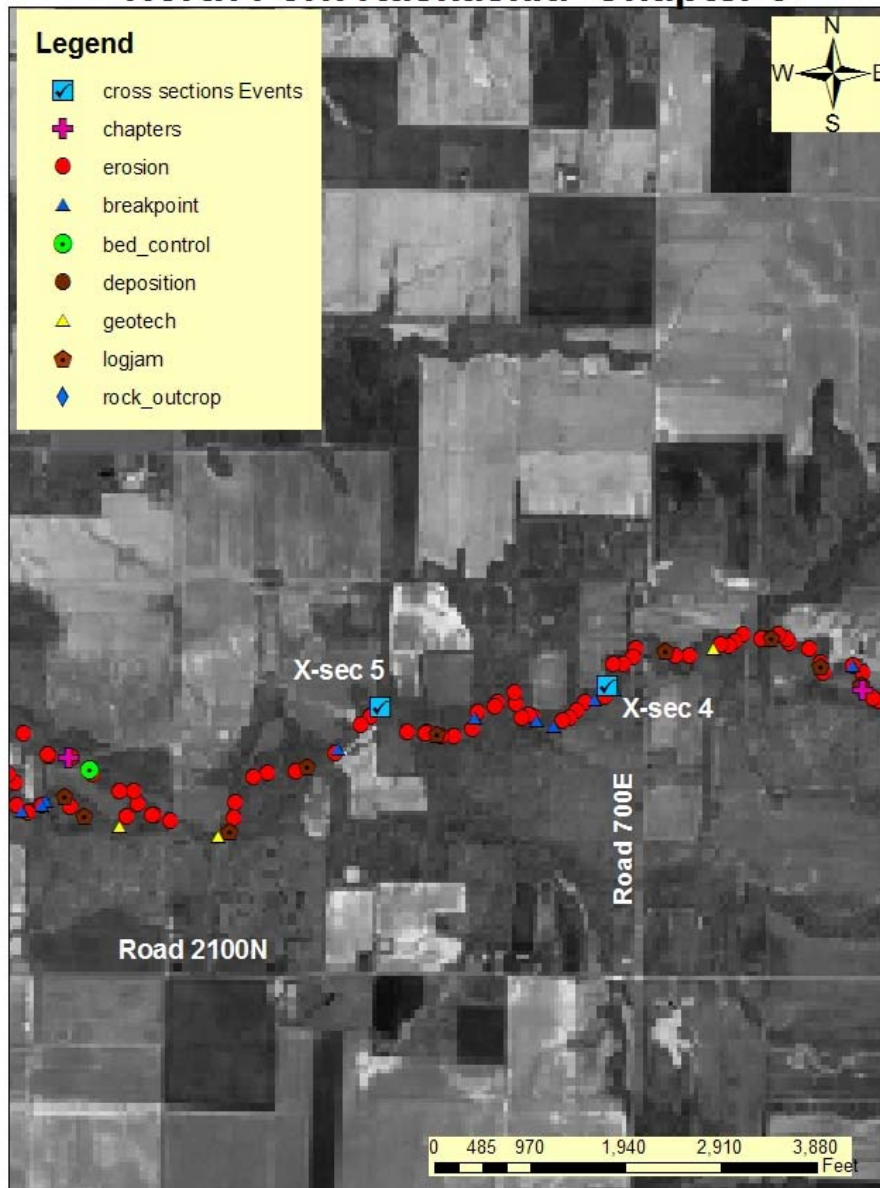 Legend
cross sections Events
chapters
erosion
breakpoint
bed_control
deposition
geotech
logjam
rock_outcrop
N
W E
S
X-sec 5
X-sec 4
Road 700E
Road 2100N
0 485 970 1,940 2,910 3,880
Feet